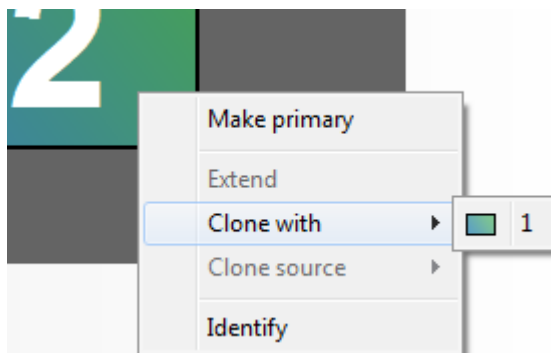 2
Make primary
Extend
Clone with
1
Clone source
Identify